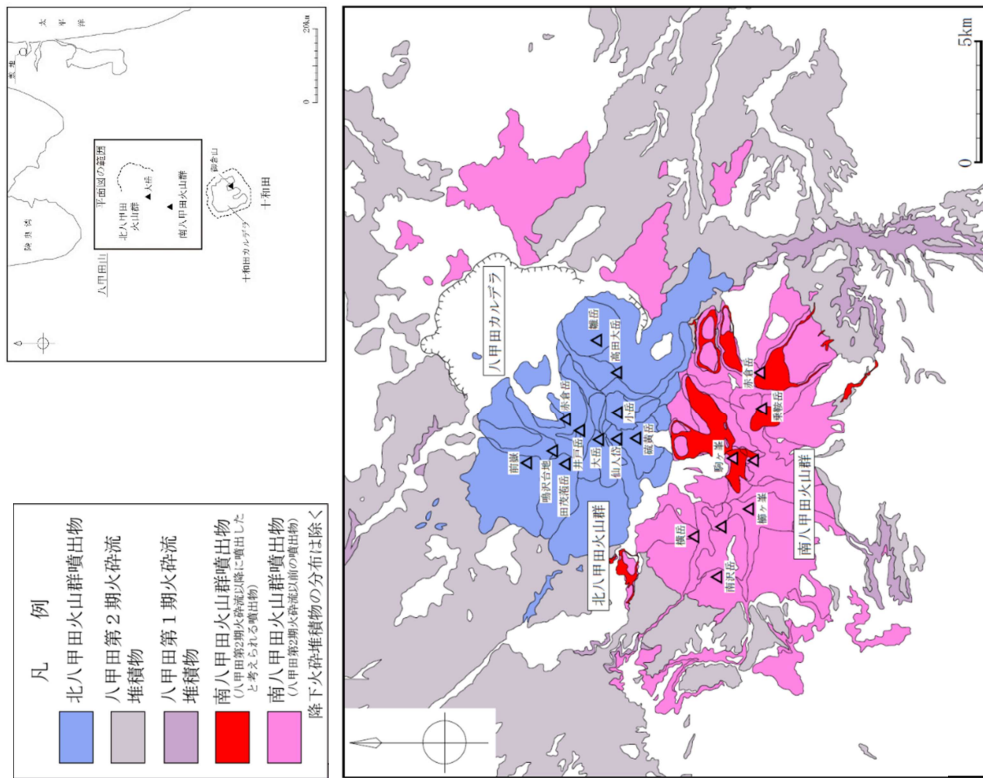 凡　例
北八甲田火山群噴出物
八甲田第２期火砕流
堆積物
八甲田第１期火砕流
堆積物
南八甲田火山群噴出物
(八甲田第2期火砕流以降に噴出した
と考えられる噴出物)
南八甲田火山群噴出物
(八甲田第2期火砕流以前の噴出物)
降下火砕堆積物の分布は除く
太平洋
陸奥湾
八甲田山
平面図の範囲
北八甲田
火山群
大岳
南八甲田火山群
御倉山
十和田
十和田カルデラ
0
20km
八甲田カルデラ
雛岳
高田大岳
赤倉岳
小岳
井戸岳
大岳
仙人岱
硫黄岳
前嶽
鳴沢台地
田茂萢岳
北八甲田火山群
赤倉岳
乗鞍岳
駒ヶ峯
櫛ヶ峯
横岳
南沢岳
南八甲田火山群
0
5km